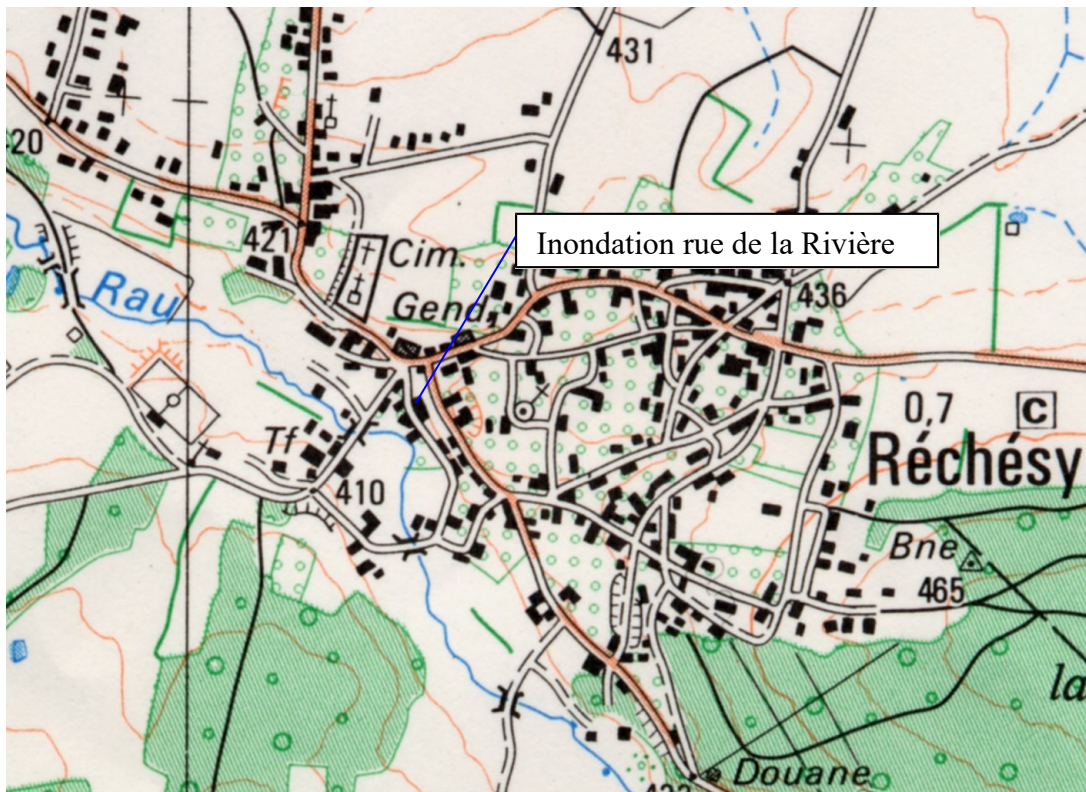 431
20
Inondation rue de la Rivière
421
Cim.
436
Rau
Gend.
0,7
C
Réchésy
Tf
410
Bne
465
la
Douane